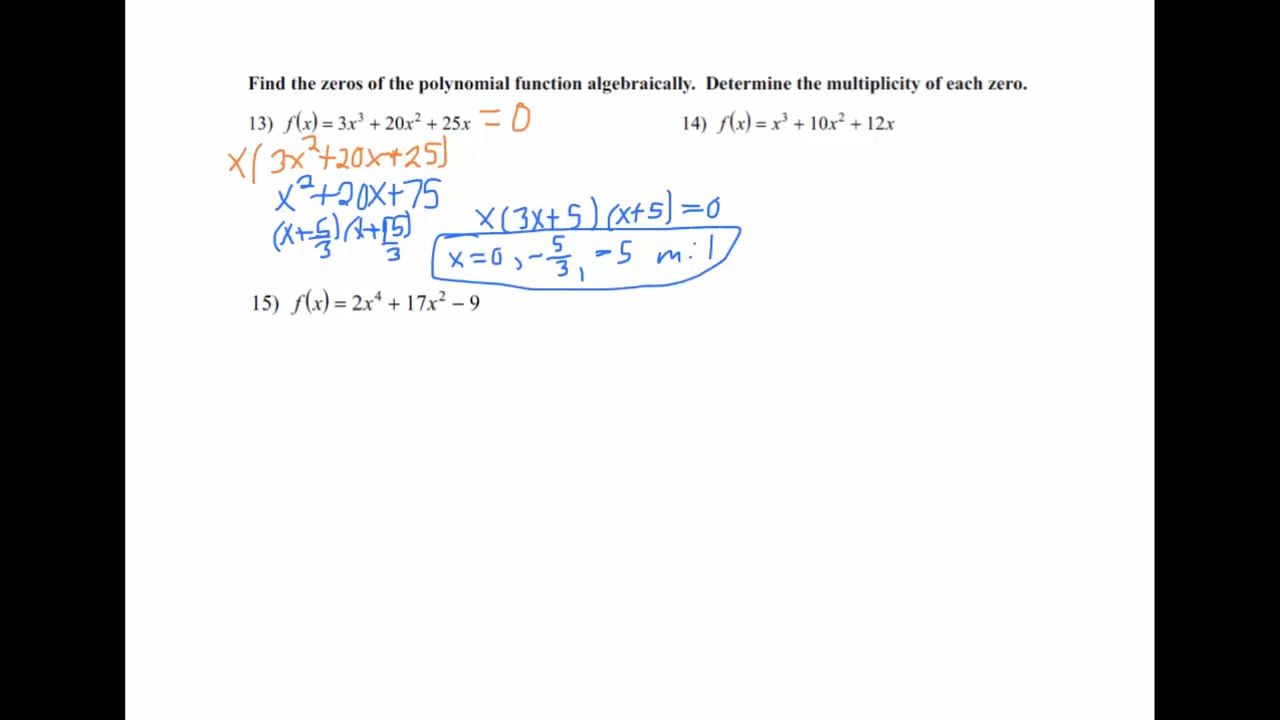 Find the zeros of the polynomial function algebraically. Determine the multiplicity of each zero.
13) f(x) = 3x³ + 20x² + 25x = 0
x(3x²+20x+25)
x²+20x+75
(x+5/3)(x+15/3)
x(3x+5)(x+5)=0
x=0, -5/3, -5 m:1
14) f(x) = x³ + 10x² + 12x
15) f(x) = 2x⁴ + 17x² − 9